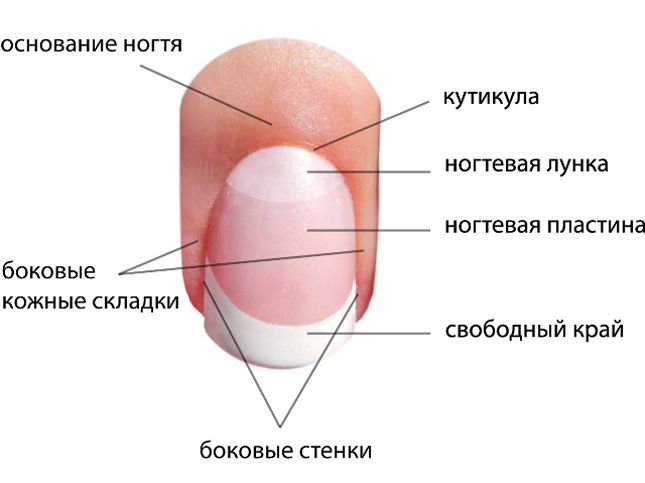 основание ногтя
кутикула
ногтевая лунка
ногтевая пластина
боковые
кожные складки
свободный край
боковые стенки